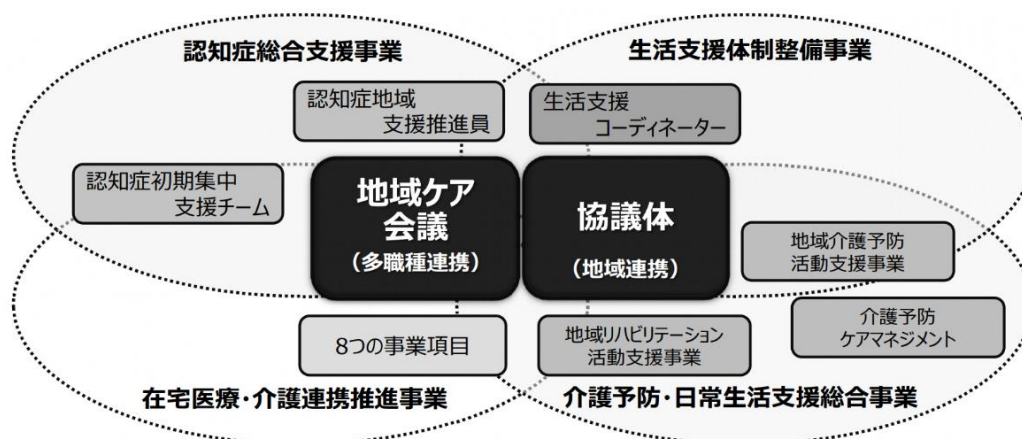 認知症総合支援事業
生活支援体制整備事業
認知症地域
支援推進員
生活支援
コーディネーター
認知症初期集中
支援チーム
地域ケア
会議
（多職種連携）
協議体
（地域連携）
地域介護予防
活動支援事業
介護予防
ケアマネジメント
8つの事業項目
地域リハビリテーション
活動支援事業
在宅医療・介護連携推進事業
介護予防・日常生活支援総合事業